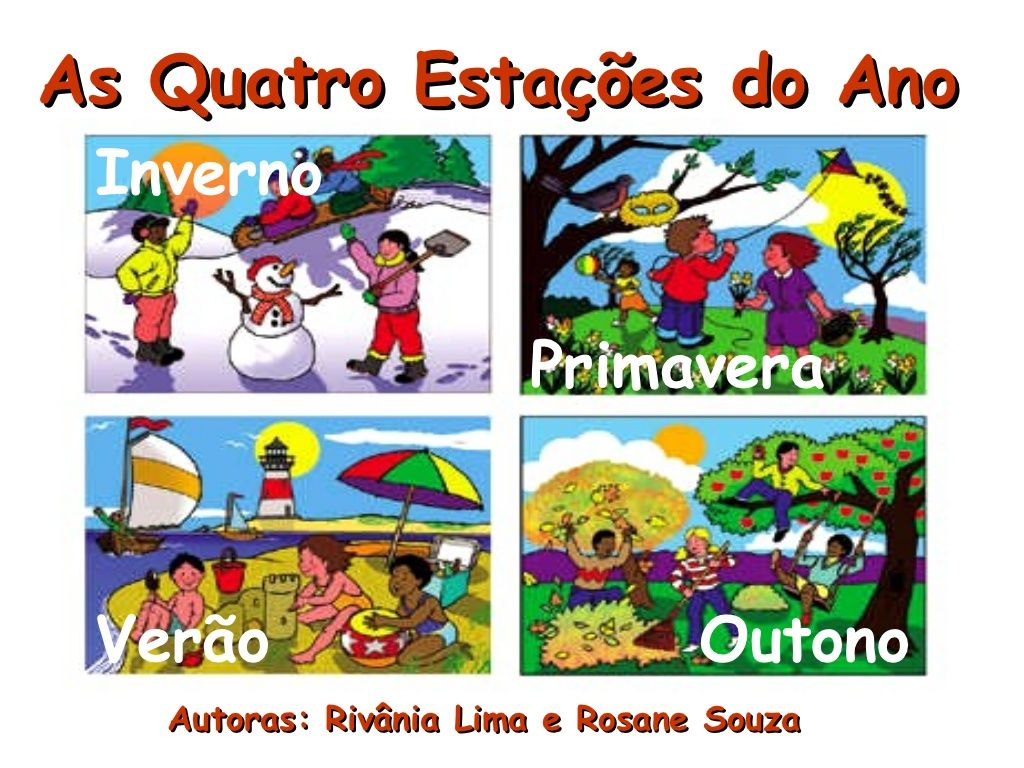 As Quatro Estações do Ano
Inverno
Primavera
Verão
Outono
Autoras: Rivânia Lima e Rosane Souza